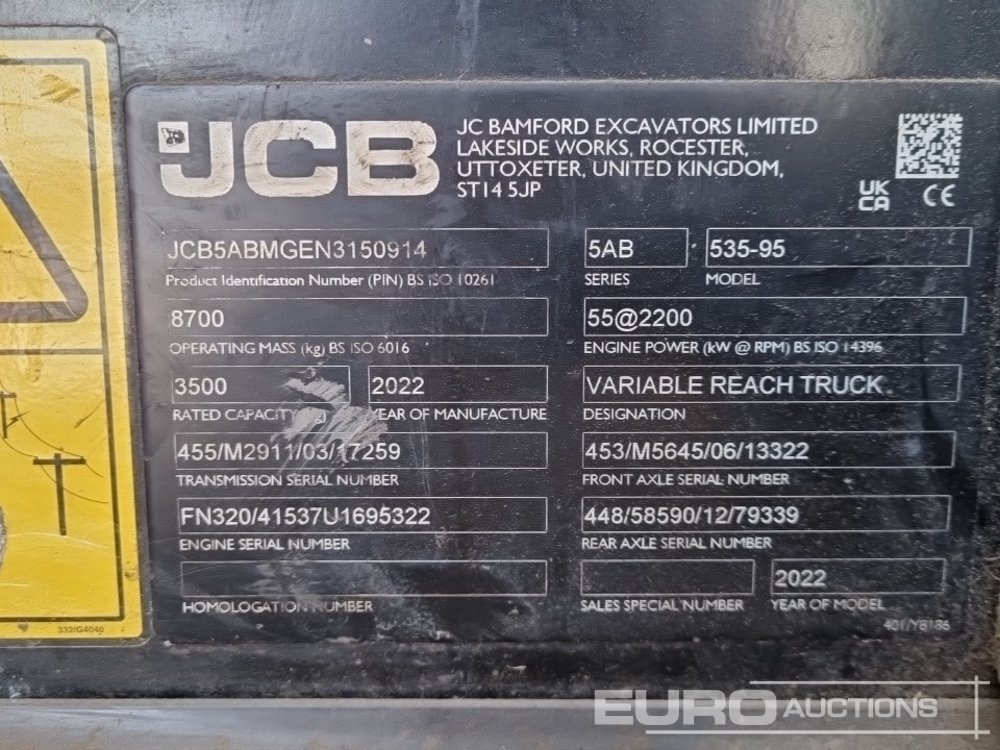 JCB
JC BAMFORD EXCAVATORS LIMITED
LAKESIDE WORKS, ROCESTER,
UTTOXETER, UNITED KINGDOM,
ST14 5JP
UK
CA
CE
JCB5ABMGEN3150914
Product Identification Number (PIN) BS ISO 10261
5AB
SERIES
535-95
MODEL
8700
OPERATING MASS (kg) BS ISO 6016
55@2200
ENGINE POWER (kW @ RPM) BS ISO 14396
3500
RATED CAPACITY (kg)
2022
YEAR OF MANUFACTURE
VARIABLE REACH TRUCK
DESIGNATION
455/M2911/03/17259
TRANSMISSION SERIAL NUMBER
453/M5645/06/13322
FRONT AXLE SERIAL NUMBER
FN320/41537U1695322
ENGINE SERIAL NUMBER
448/58590/12/79339
REAR AXLE SERIAL NUMBER
HOMOLOGATION NUMBER
SALES SPECIAL NUMBER
2022
YEAR OF MODEL
401/Y8186
332/G4040
EURO AUCTIONS